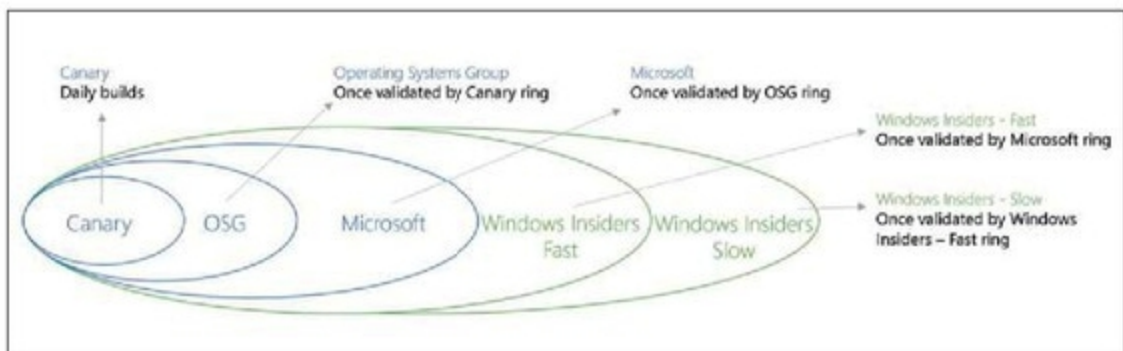 Canary
Daily builds
Operating Systems Group
Once validated by Canary ring
Microsoft
Once validated by OSG ring
Windows Insiders - Fast
Once validated by Microsoft ring
Windows Insiders - Slow
Once validated by Windows
Insiders – Fast ring
Canary
OSG
Microsoft
Windows Insiders
Fast
Windows Insiders
Slow